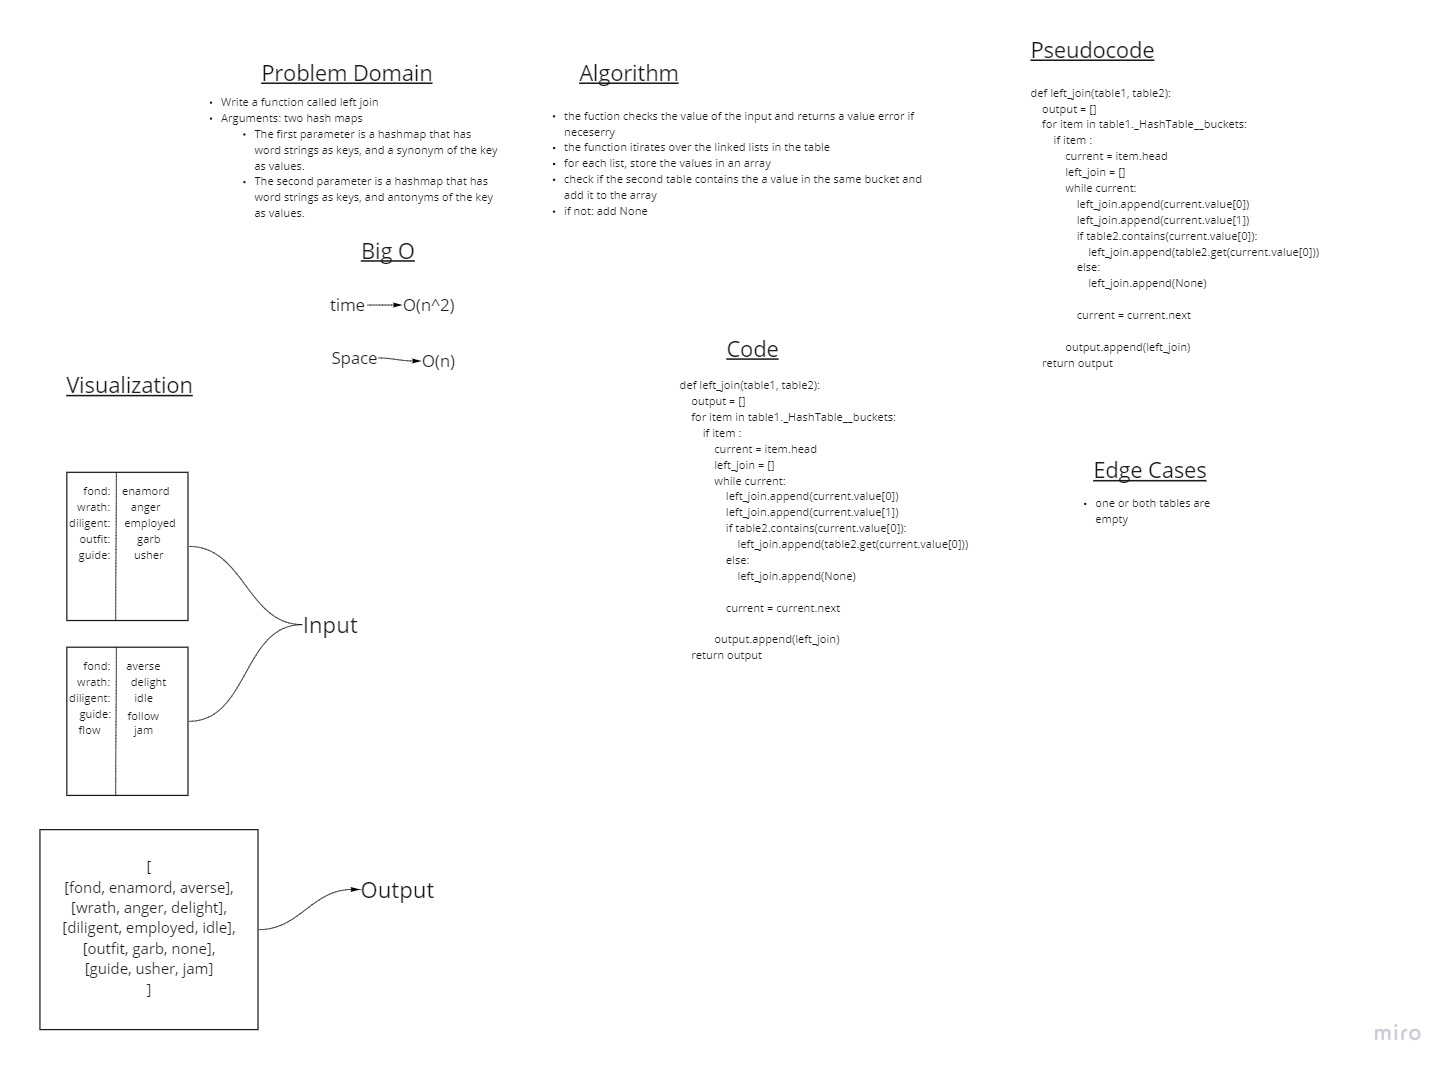 Problem Domain
• Write a function called left join
• Arguments: two hash maps
• The first parameter is a hashmap that has
word strings as keys, and a synonym of the key
as values.
• The second parameter is a hashmap that has
word strings as keys, and antonyms of the key
as values.
Big O
time O(n^2)
Space O(n)
Algorithm
• the fuction checks the value of the input and returns a value error if
neceserry
• the function itirates over the linked lists in the table
• for each list, store the values in an array
• check if the second table contains the a value in the same bucket and
add it to the array
• if not: add None
Pseudocode
def left_join(table1, table2):
output = []
for item in table1._HashTable__buckets:
if item :
current = item.head
left_join = []
while current:
left_join.append(current.value[0])
left_join.append(current.value[1])
if table2.contains(current.value[0]):
left_join.append(table2.get(current.value[0]))
else:
left_join.append(None)
current = current.next
output.append(left_join)
return output
Code
def left_join(table1, table2):
output = []
for item in table1._HashTable__buckets:
if item :
current = item.head
left_join = []
while current:
left_join.append(current.value[0])
left_join.append(current.value[1])
if table2.contains(current.value[0]):
left_join.append(table2.get(current.value[0]))
else:
left_join.append(None)
current = current.next
output.append(left_join)
return output
Edge Cases
• one or both tables are
empty
Visualization
fond: enamord
wrath: anger
diligent: employed
outfit: garb
guide: usher
Input
fond: averse
wrath: delight
diligent: idle
guide: follow
flow jam
[
[fond, enamord, averse],
[wrath, anger, delight],
[diligent, employed, idle],
[outfit, garb, none],
[guide, usher, jam]
]
Output
miro